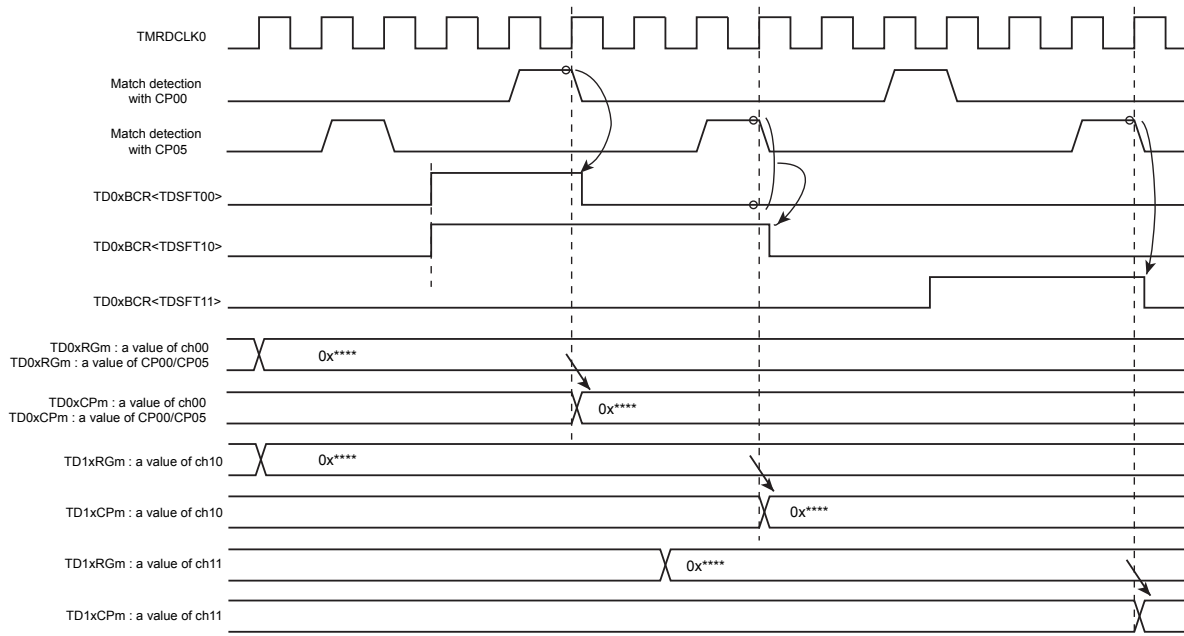 TMRDCLK0
Match detection
with CP00
Match detection
with CP05
TD0xBCR<TDSFT00>
TD0xBCR<TDSFT10>
TD0xBCR<TDSFT11>
TD0xRGm : a value of ch00
TD0xRGm : a value of CP00/CP05
0x****
TD0xCPm : a value of ch00
TD0xCPm : a value of CP00/CP05
0x****
TD1xRGm : a value of ch10
0x****
TD1xCPm : a value of ch10
0x****
TD1xRGm : a value of ch11
0x****
TD1xCPm : a value of ch11